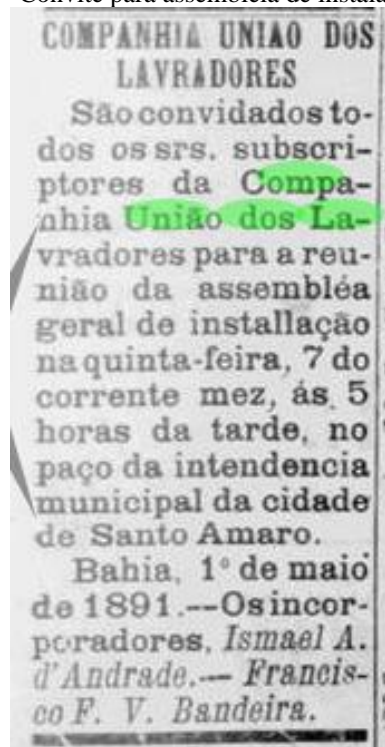 COMPANHIA UNIAO DOS
LAVRADORES
São convidados to-
dos os srs. subscri-
ptores da Compa-
nhia União dos La-
vradores para a reu-
nião da assembléa
geral de installação
na quinta-feira, 7 do
corrente mez, ás 5
horas da tarde, no
paço da intendencia
municipal da cidade
de Santo Amaro.
Bahia, 1º de maio
de 1891.--Os incor-
poradores, Ismael A.
d'Andrade.-- Francis-
co F. V. Bandeira.